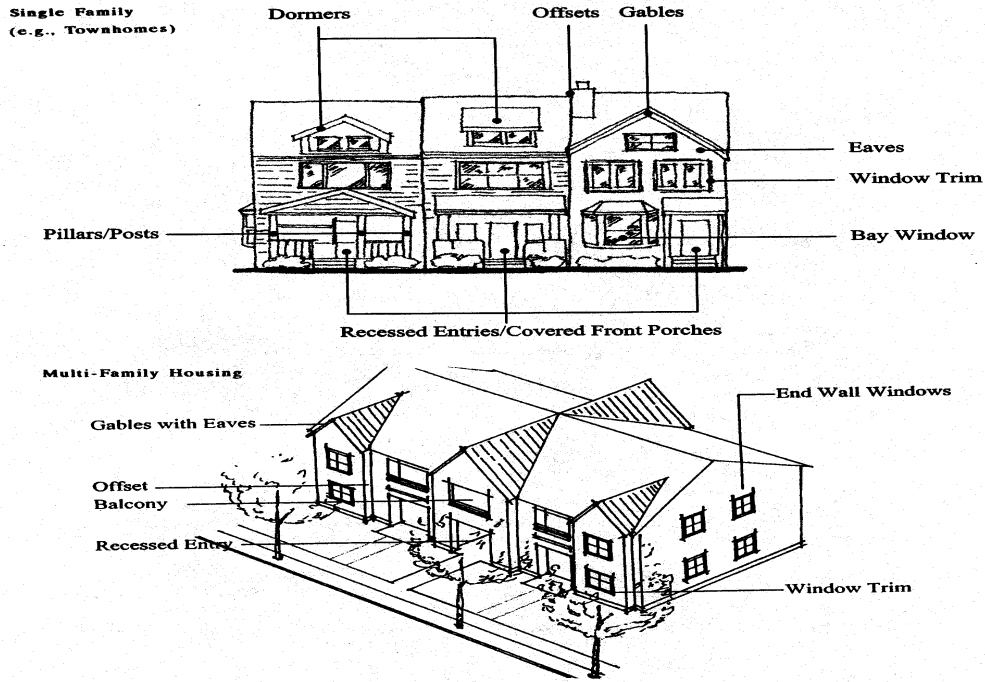 Single Family
(e.g., Townhomes)
Dormers
Offsets
Gables
Eaves
Window Trim
Pillars/Posts
Bay Window
Recessed Entries/Covered Front Porches
Multi-Family Housing
End Wall Windows
Gables with Eaves
Offset
Balcony
Recessed Entry
Window Trim